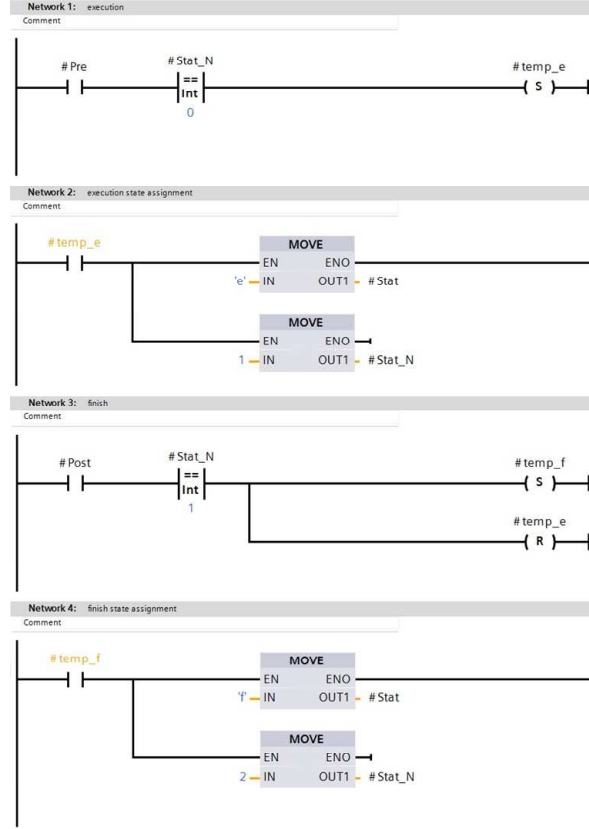 Network 1: execution
Comment
#Pre
#Stat_N
#temp_e
==
Int
0
( S )
Network 2: execution state assignment
Comment
#temp_e
MOVE
EN ENO
'e' IN OUT1 #Stat
MOVE
EN ENO
1 IN OUT1 #Stat_N
Network 3: finish
Comment
#Post
#Stat_N
#temp_f
==
Int
1
( S )
#temp_e
( R )
Network 4: finish state assignment
Comment
#temp_f
MOVE
EN ENO
'f' IN OUT1 #Stat
MOVE
EN ENO
2 IN OUT1 #Stat_N